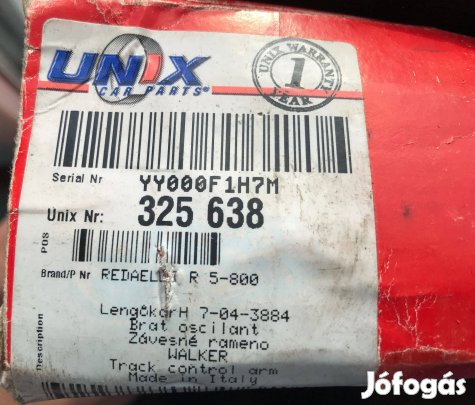 UNIX
CAR PARTS®
UNIX WARRANTY
1
YEAR
Serial Nr YY000F1H7M
Unix Nr: 325 638
POS
Brand/P Nr REDAELLI R 5-800
Description
LengőkarH 7-04-3884
Brat oscilant
Závesné rameno
WALKER
Track control arm
Made in Italy
Jófogás